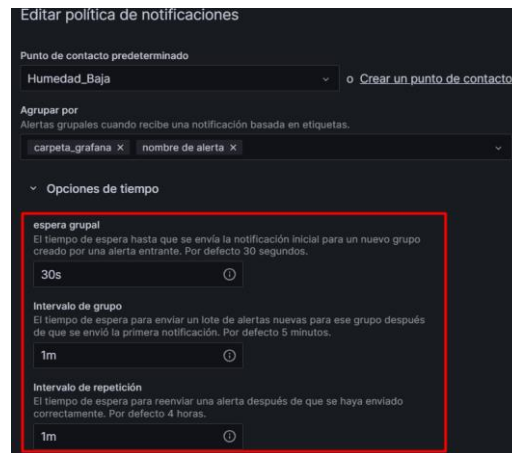 Editar política de notificaciones
Punto de contacto predeterminado
Humedad_Baja
o Crear un punto de contacto
Agrupar por
Alertas grupales cuando recibe una notificación basada en etiquetas.
carpeta_grafana × nombre de alerta ×
Opciones de tiempo
espera grupal
El tiempo de espera hasta que se envía la notificación inicial para un nuevo grupo
creado por una alerta entrante. Por defecto 30 segundos.
30s
Intervalo de grupo
El tiempo de espera para enviar un lote de alertas nuevas para ese grupo después
de que se envió la primera notificación. Por defecto 5 minutos.
1m
Intervalo de repetición
El tiempo de espera para reenviar una alerta después de que se haya enviado
correctamente. Por defecto 4 horas.
1m